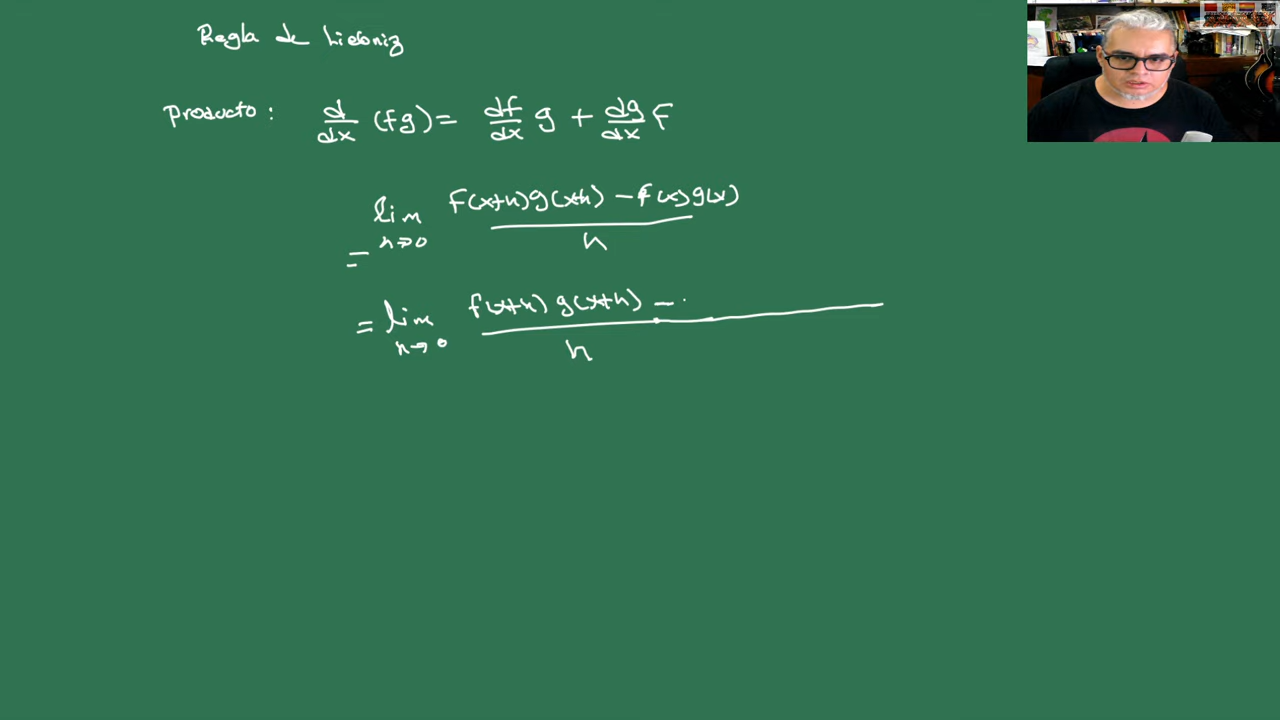 Regla de Liebniz
Producto: d/dx (fg) = df/dx g + dg/dx f
= lim h→0 f(x+h)g(x+h) - f(x)g(x) / h
= lim h→0 f(x+h) g(x+h) - / h